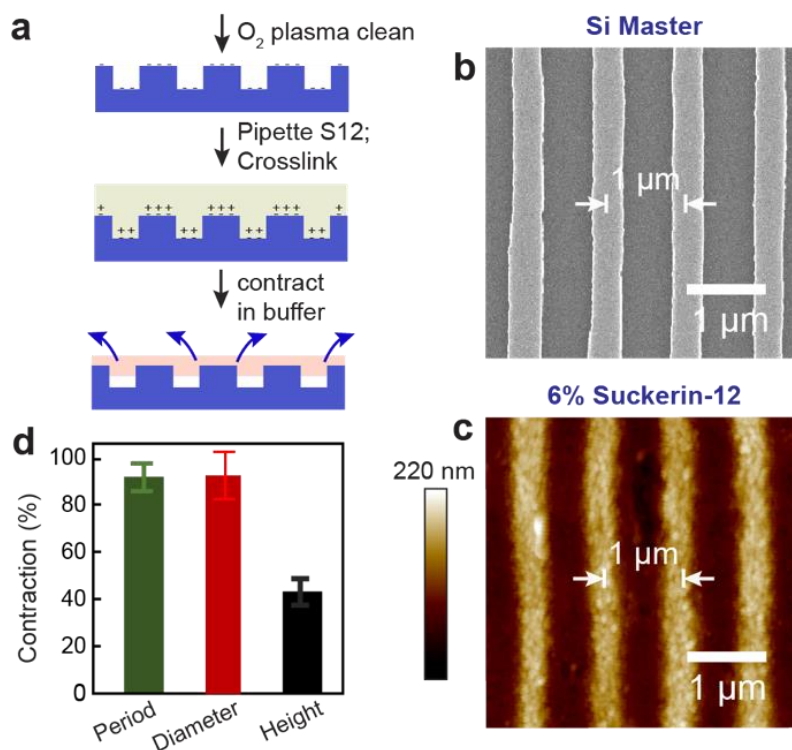 a
O₂ plasma clean
Pipette S12;
Crosslink
+ +++ +++ +++ +
++ ++ ++ ++
contract
in buffer
Si Master
b
1 µm
1 µm
6% Suckerin-12
c
220 nm
1 µm
1 µm
d
Contraction (%)
100
80
60
40
20
0
Period
Diameter
Height